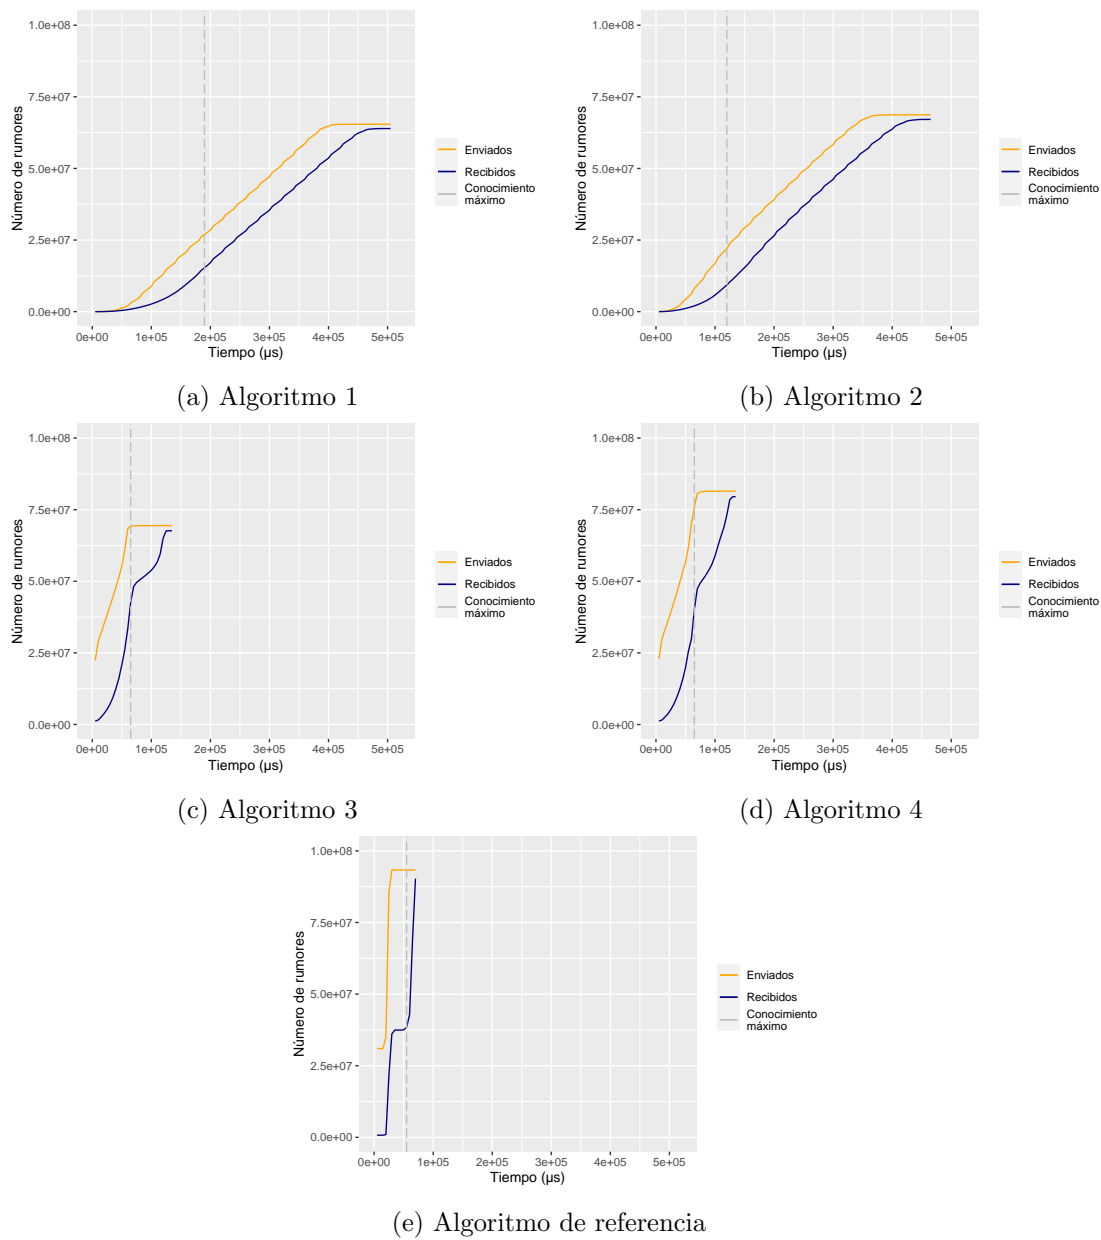 1.0e+08
7.5e+07
5.0e+07
2.5e+07
0.0e+00
Número de rumores
0e+00 1e+05 2e+05 3e+05 4e+05 5e+05
Tiempo (µs)
Enviados
Recibidos
Conocimiento
máximo
(a) Algoritmo 1
1.0e+08
7.5e+07
5.0e+07
2.5e+07
0.0e+00
Número de rumores
0e+00 1e+05 2e+05 3e+05 4e+05 5e+05
Tiempo (µs)
Enviados
Recibidos
Conocimiento
máximo
(b) Algoritmo 2
1.0e+08
7.5e+07
5.0e+07
2.5e+07
0.0e+00
Número de rumores
0e+00 1e+05 2e+05 3e+05 4e+05 5e+05
Tiempo (µs)
Enviados
Recibidos
Conocimiento
máximo
(c) Algoritmo 3
1.0e+08
7.5e+07
5.0e+07
2.5e+07
0.0e+00
Número de rumores
0e+00 1e+05 2e+05 3e+05 4e+05 5e+05
Tiempo (µs)
Enviados
Recibidos
Conocimiento
máximo
(d) Algoritmo 4
1.0e+08
7.5e+07
5.0e+07
2.5e+07
0.0e+00
Número de rumores
0e+00 1e+05 2e+05 3e+05 4e+05 5e+05
Tiempo (µs)
Enviados
Recibidos
Conocimiento
máximo
(e) Algoritmo de referencia